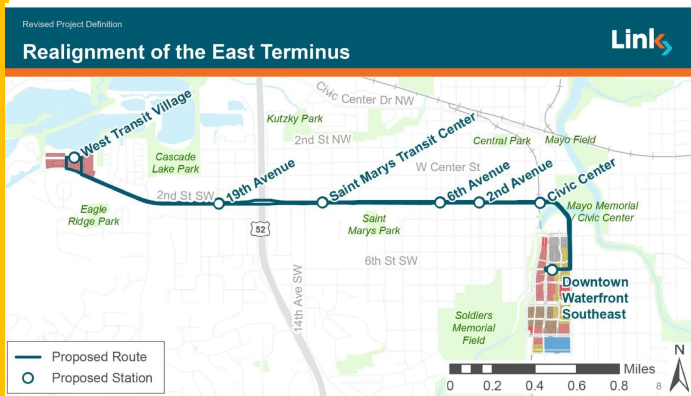 Revised Project Definition
Realignment of the East Terminus
Link
Civic Center Dr NW
West Transit Village
Kutzky Park
2nd St NW
Central Park
Mayo Field
Cascade
Lake Park
19th Avenue
Saint Marys Transit Center
W Center St
6th Avenue
2nd Avenue
Civic Center
2nd St SW
Eagle
Ridge Park
52
Saint
Marys Park
Mayo Memorial
/ Civic Center
6th St SW
14th Ave SW
Downtown
Waterfront
Southeast
Soldiers
Memorial
Field
Proposed Route
Proposed Station
Miles
0 0.2 0.4 0.6 0.8
N
8